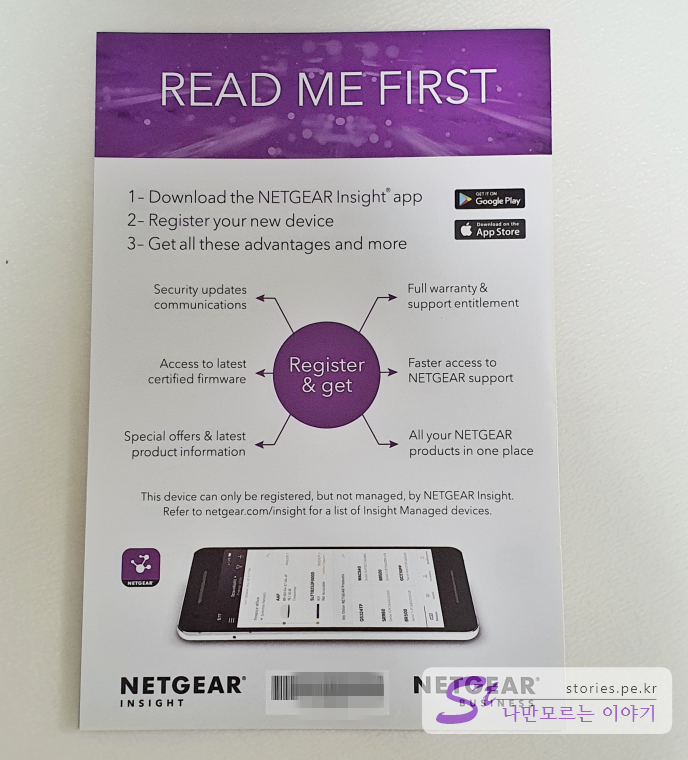 READ ME FIRST
1- Download the NETGEAR Insight® app
2- Register your new device
3- Get all these advantages and more
GET IT ON
Google Play
Download on the
App Store
Security updates
communications
Full warranty &
support entitlement
Access to latest
certified firmware
Register
& get
Faster access to
NETGEAR support
Special offers & latest
product information
All your NETGEAR
products in one place
This device can only be registered, but not managed, by NETGEAR Insight.
Refer to netgear.com/insight for a list of Insight Managed devices.
NETGEAR
NETGEAR®
INSIGHT
NETGEAR®
BUSINESS
St
stories.pe.kr
나만모르는 이야기